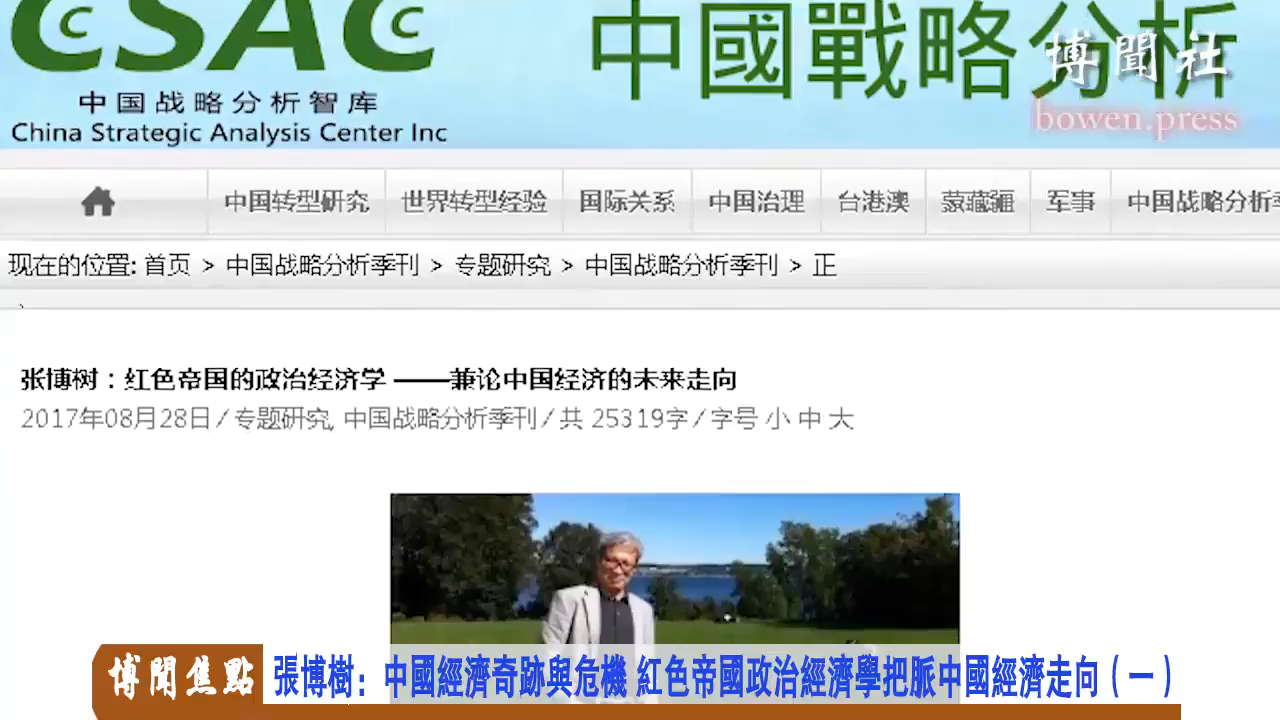 CSAC
中國戰略分析
博聞社
bowen.press
中国战略分析智库
China Strategic Analysis Center Inc
中国转型研究 世界转型经验 国际关系 中国治理 台港澳 蒙藏疆 军事 中国战略分析季
现在的位置: 首页 > 中国战略分析季刊 > 专题研究 > 中国战略分析季刊 > 正
张博树：红色帝国的政治经济学 ——兼论中国经济的未来走向
2017年08月28日 / 专题研究, 中国战略分析季刊 / 共 25319字 / 字号 小 中 大
博聞焦點
張博樹：中國經濟奇跡與危機 紅色帝國政治經濟學把脈中國經濟走向（一）